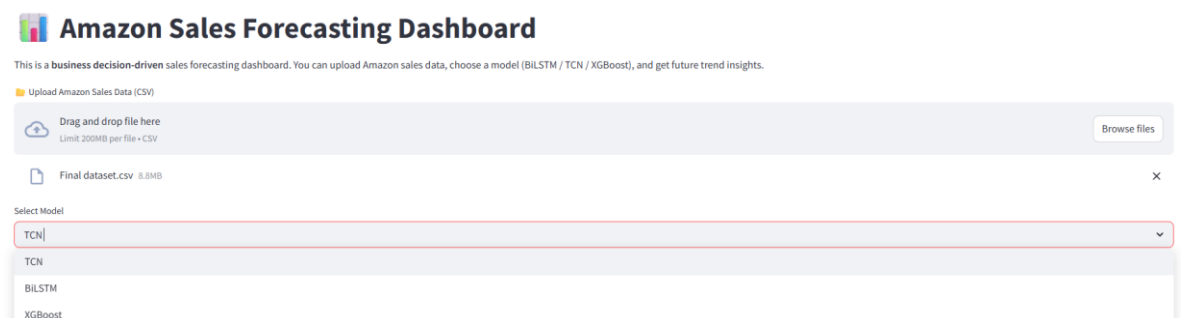 Amazon Sales Forecasting Dashboard
This is a business decision-driven sales forecasting dashboard. You can upload Amazon sales data, choose a model (BiLSTM / TCN / XGBoost), and get future trend insights.
Upload Amazon Sales Data (CSV)
Drag and drop file here
Limit 200MB per file • CSV
Browse files
Final dataset.csv 8.8MB
Select Model
TCN
TCN
BiLSTM
XGBoost